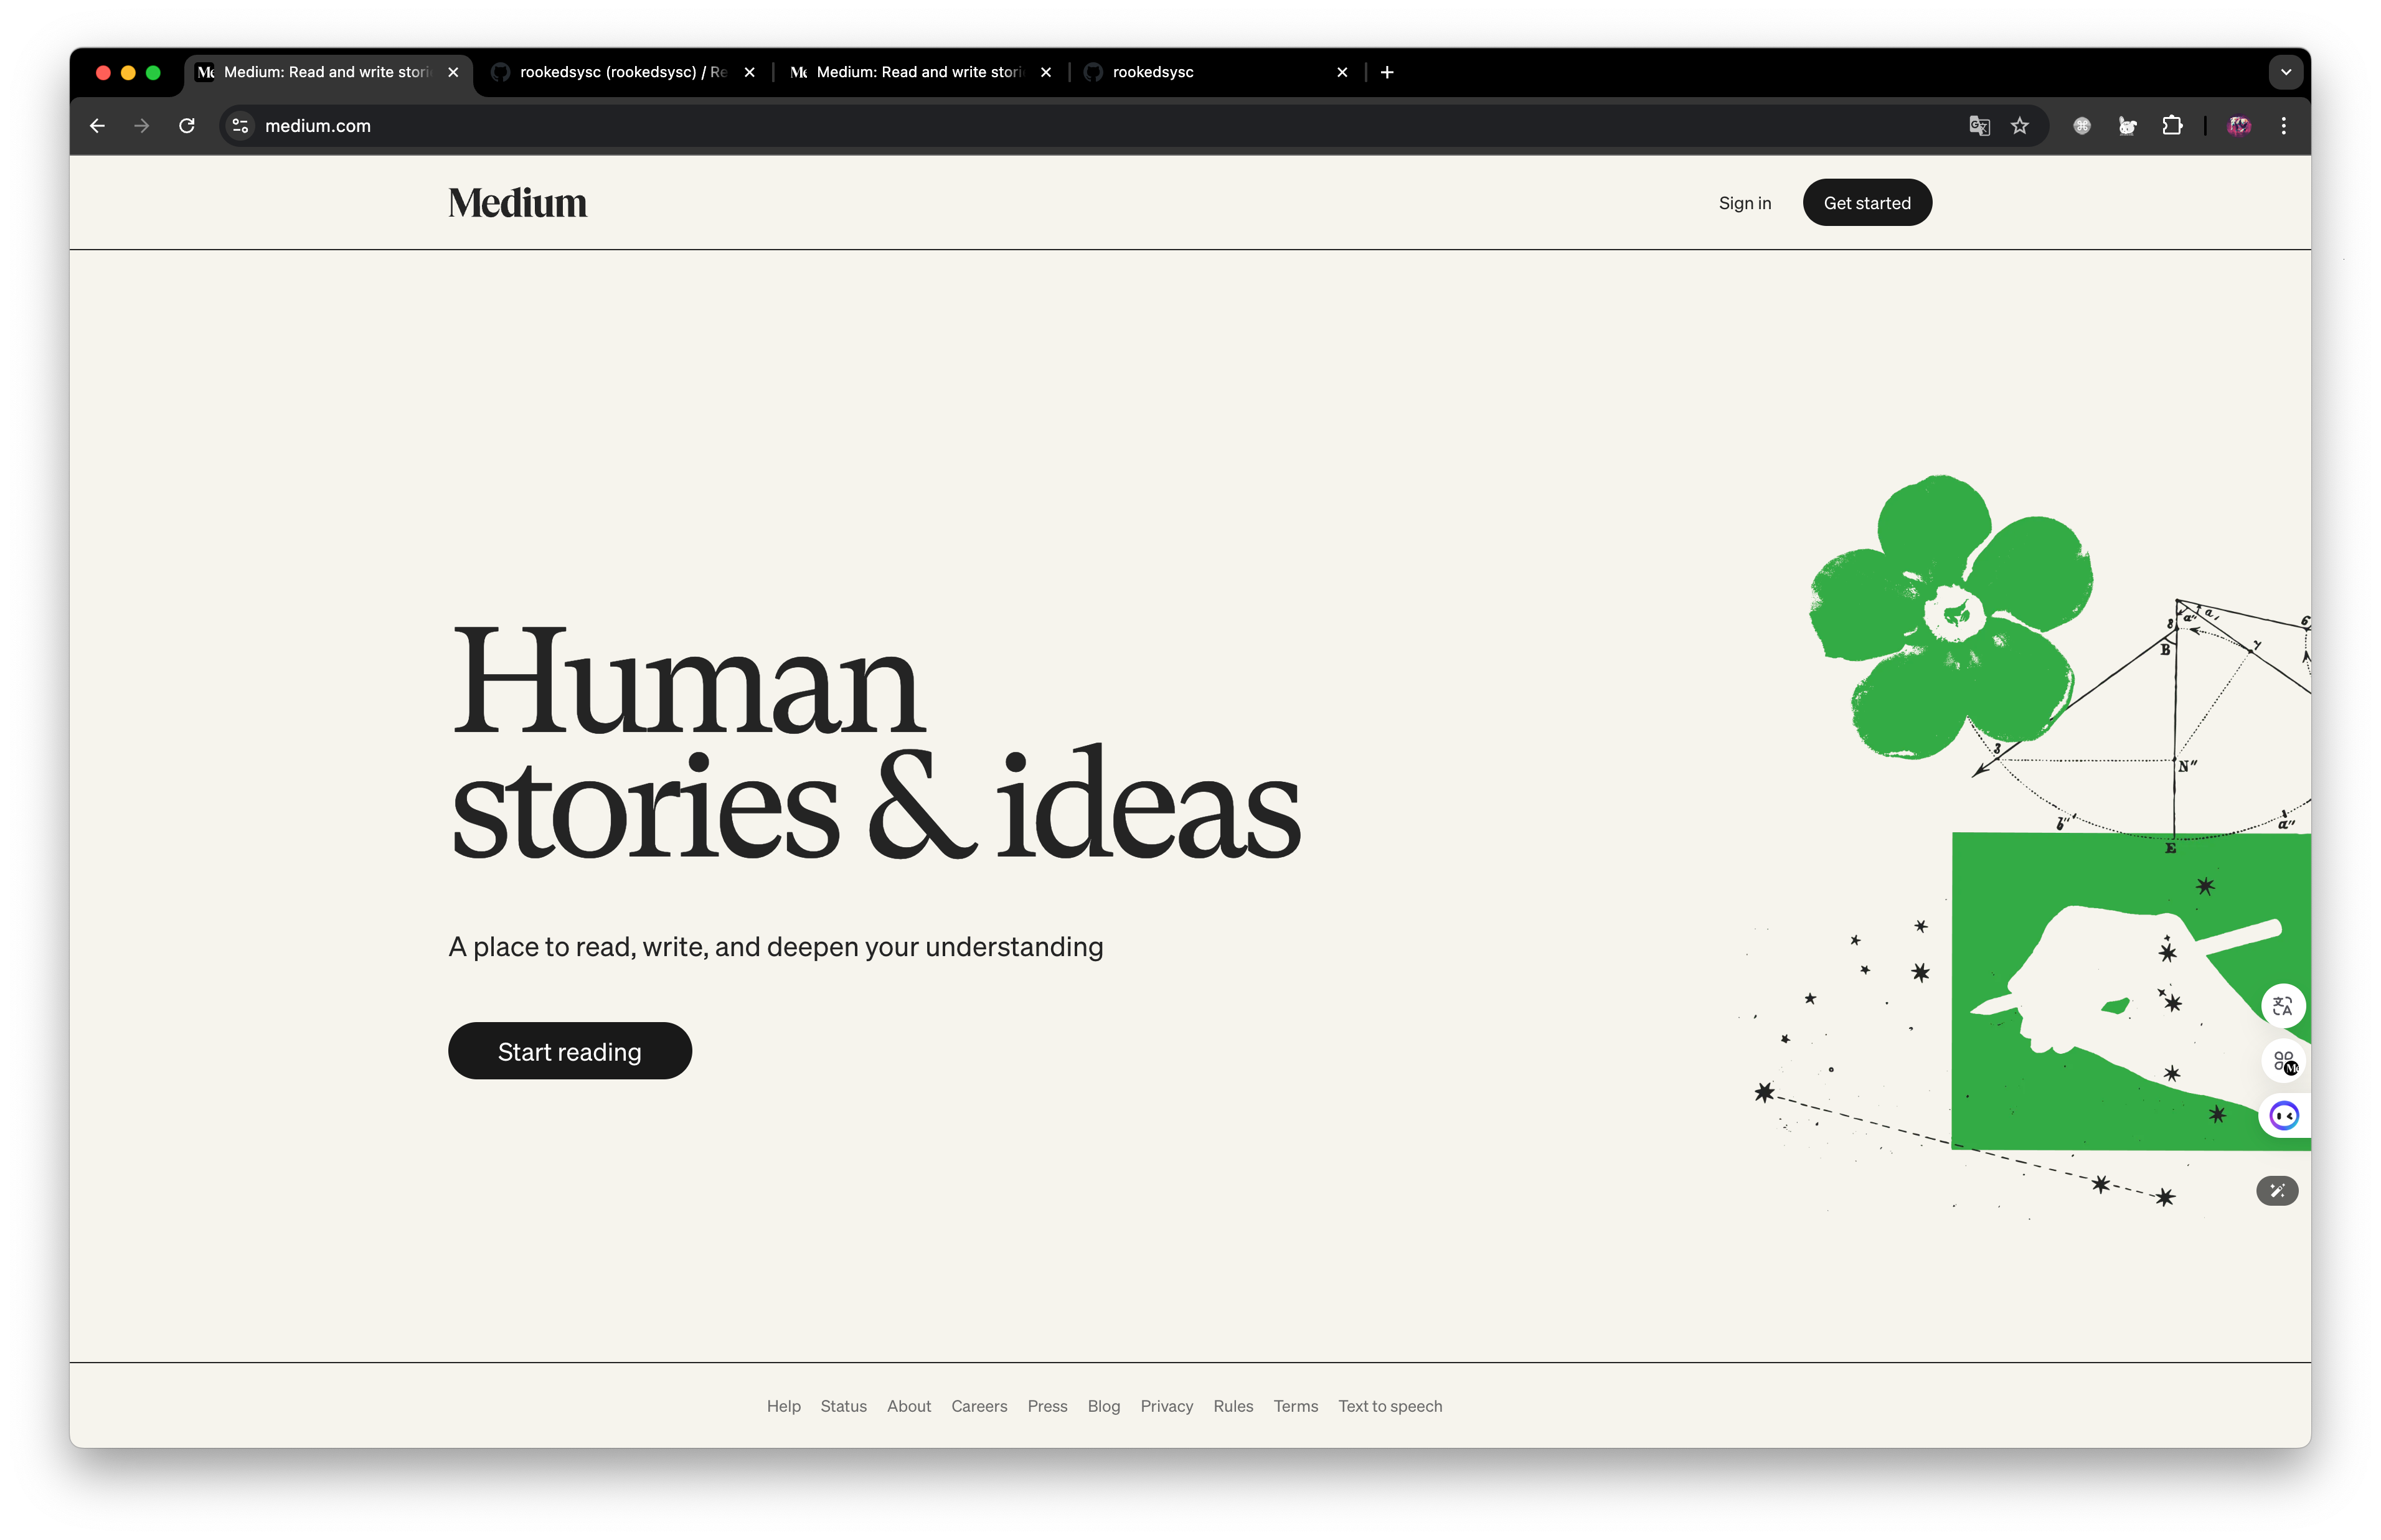 Medium: Read and write stori
rookedsysc (rookedsysc) / Re
Medium: Read and write stori
rookedsysc
medium.com
Medium
Sign in
Get started
Human
stories & ideas
A place to read, write, and deepen your understanding
Start reading
B
N″
b″
a″
E
Help Status About Careers Press Blog Privacy Rules Terms Text to speech